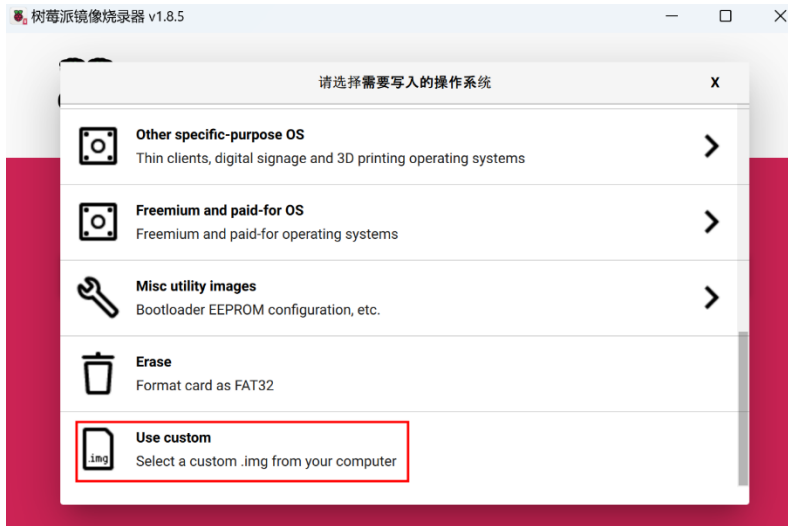 树莓派镜像烧录器 v1.8.5
请选择需要写入的操作系统
X
Other specific-purpose OS
Thin clients, digital signage and 3D printing operating systems
Freemium and paid-for OS
Freemium and paid-for operating systems
Misc utility images
Bootloader EEPROM configuration, etc.
Erase
Format card as FAT32
Use custom
.img
Select a custom .img from your computer